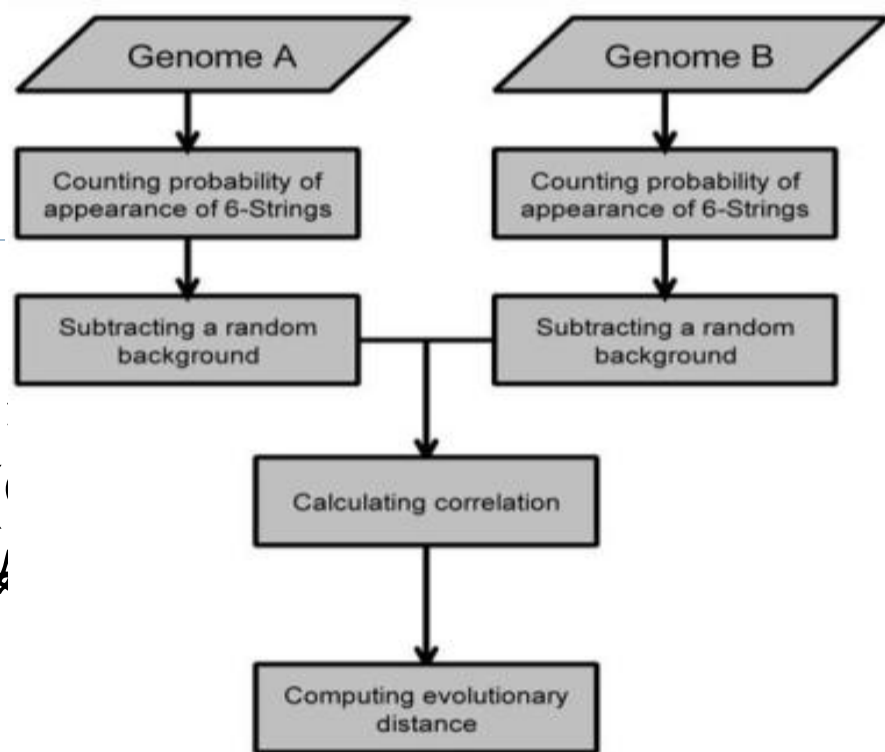 Genome A
Genome B
Counting probability of
appearance of 6-Strings
Counting probability of
appearance of 6-Strings
Subtracting a random
background
Subtracting a random
background
Calculating correlation
Computing evolutionary
distance